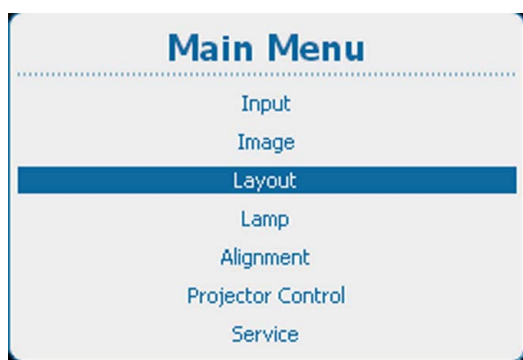 Main Menu
Input
Image
Layout
Lamp
Alignment
Projector Control
Service